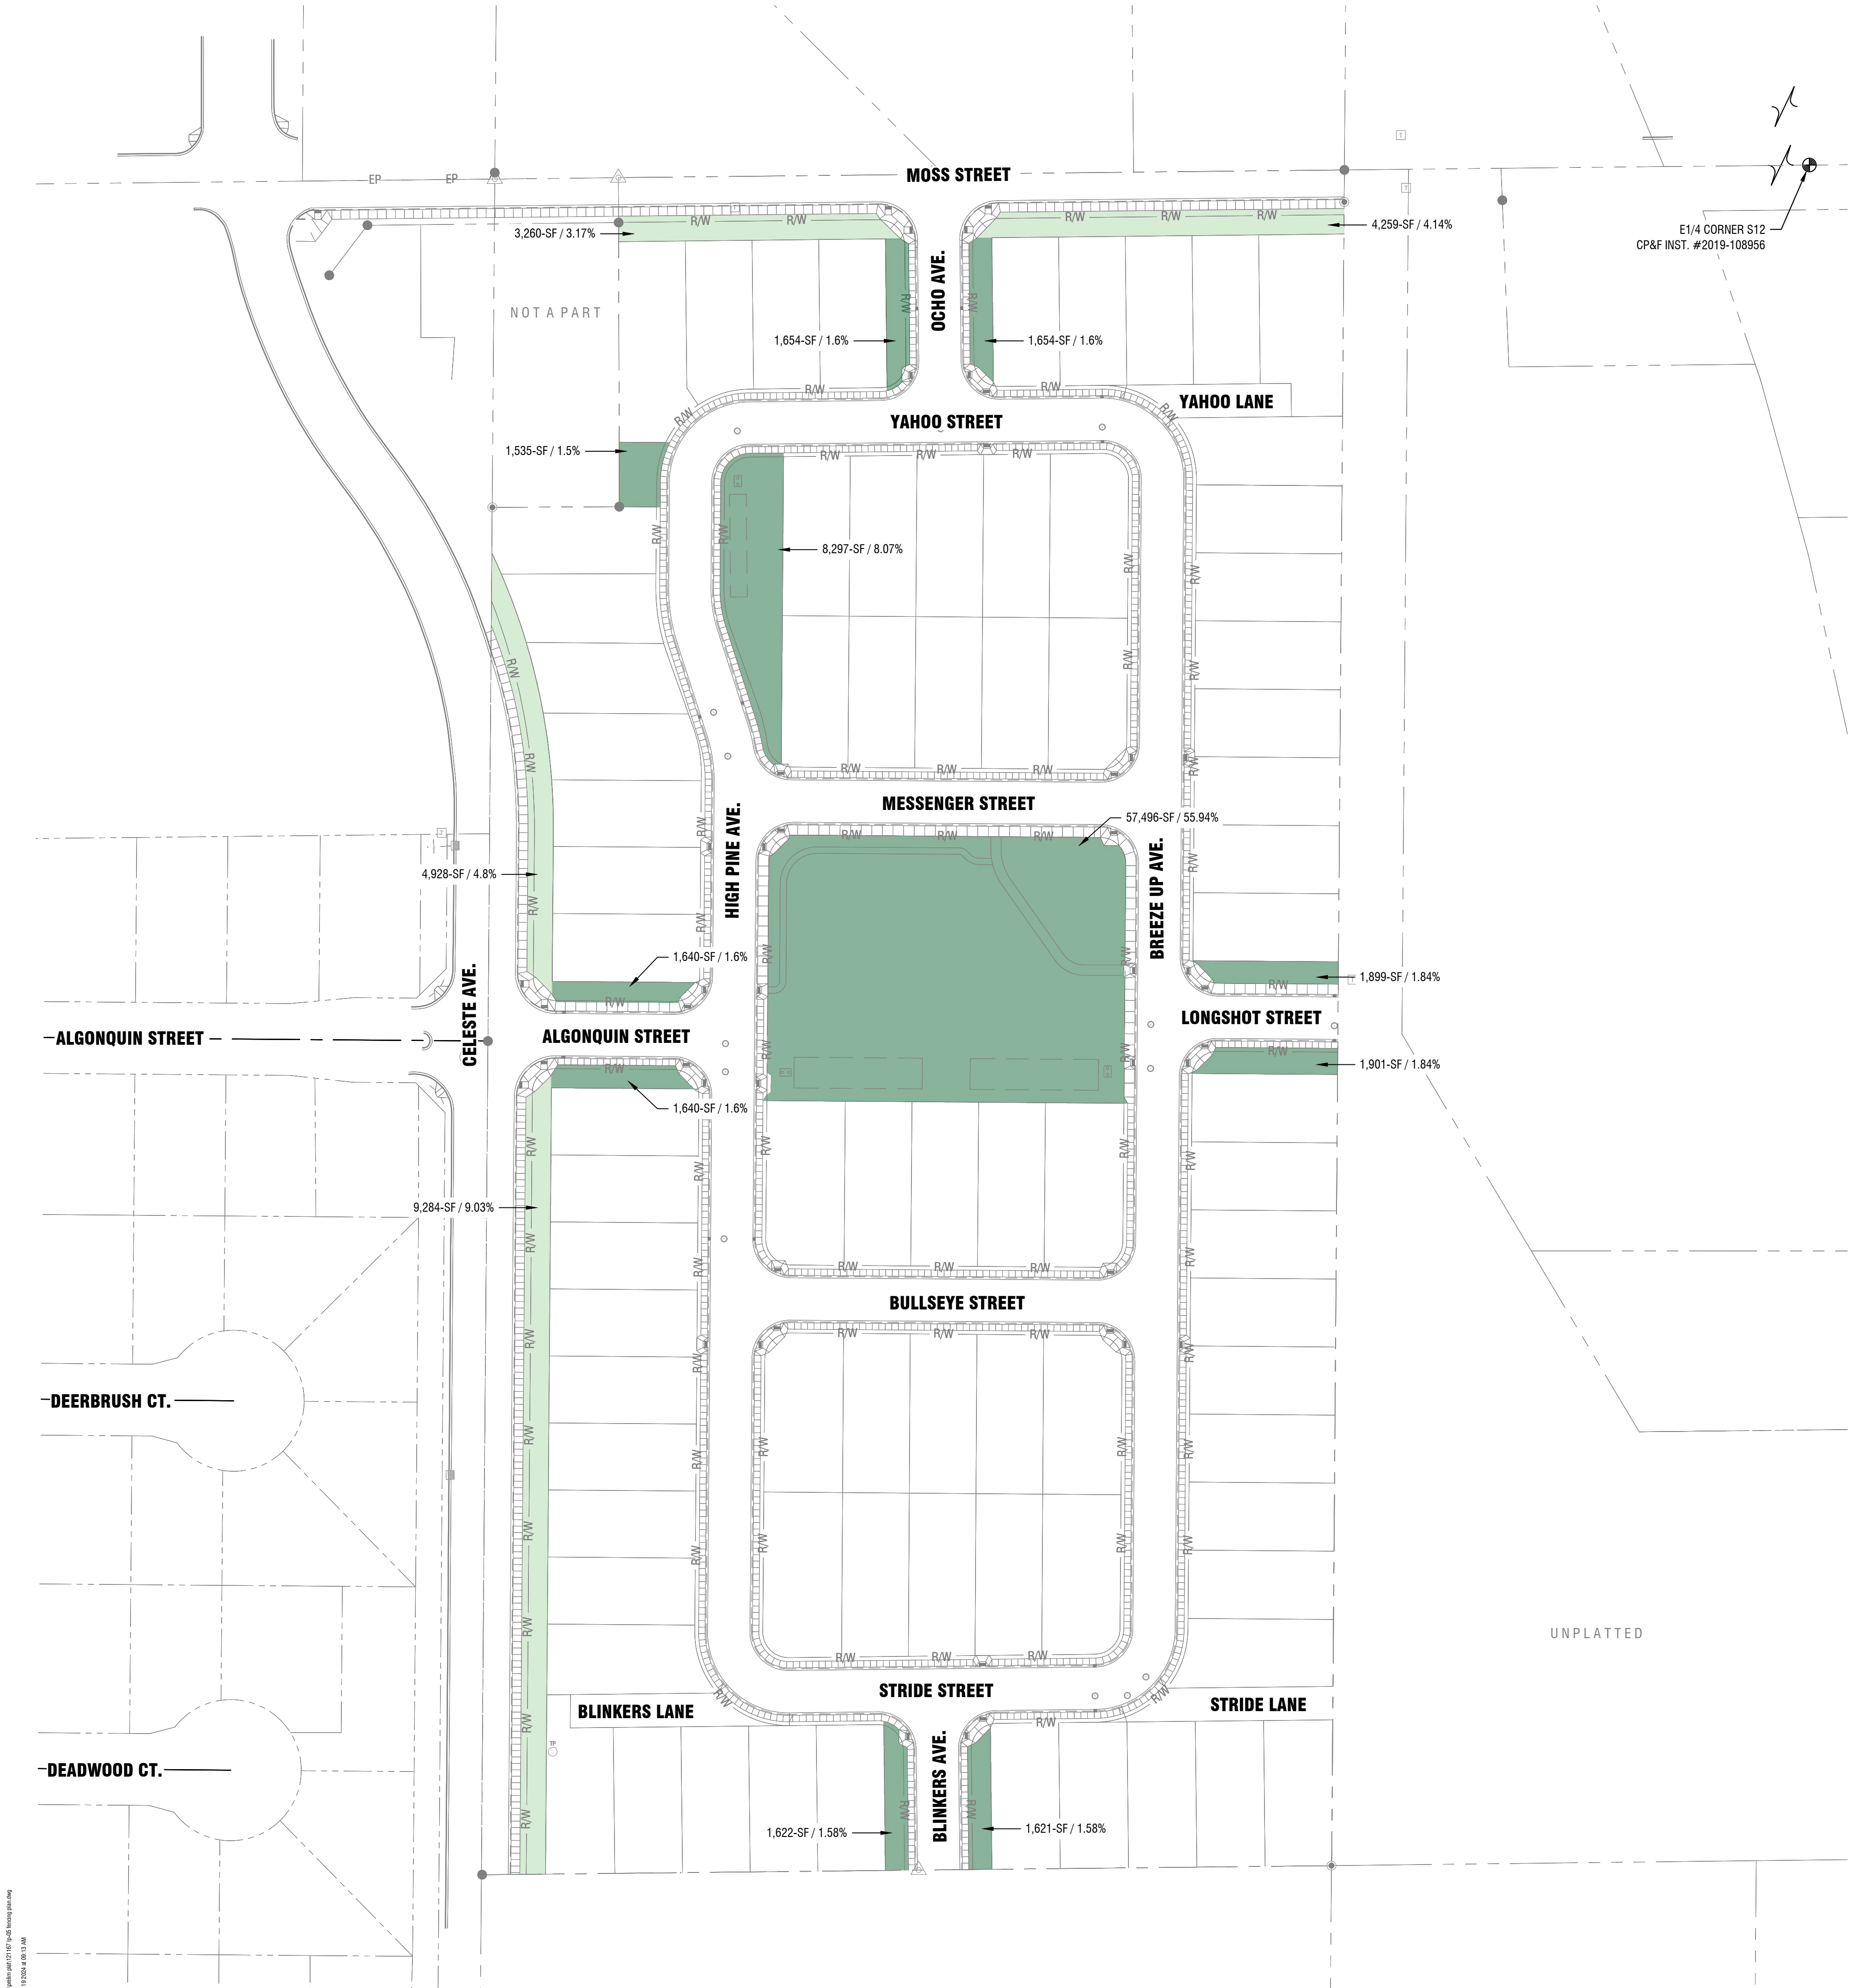 MOSS STREET
EP
EP
R/W
R/W
R/W
R/W
R/W
3,260-SF / 3.17%
4,259-SF / 4.14%
E1/4 CORNER S12
CP&F INST. #2019-108956
OCHO AVE.
NOT A PART
R/W
R/W
1,654-SF / 1.6%
1,654-SF / 1.6%
R/W
R/W
YAHOO LANE
R/W
R/W
YAHOO STREET
1,535-SF / 1.5%
R/W
R/W
R/W
R/W
R/W
R/W
8,297-SF / 8.07%
R/W
R/W
R/W
R/W
R/W
R/W
R/W
R/W
R/W
R/W
MESSENGER STREET
57,496-SF / 55.94%
HIGH PINE AVE.
BREEZE UP AVE.
R/W
R/W
R/W
R/W
R/W
4,928-SF / 4.8%
R/W
R/W
R/W
R/W
1,640-SF / 1.6%
1,899-SF / 1.84%
R/W
R/W
CELESTE AVE.
ALGONQUIN STREET
ALGONQUIN STREET
LONGSHOT STREET
R/W
R/W
R/W
R/W
1,901-SF / 1.84%
1,640-SF / 1.6%
R/W
R/W
R/W
R/W
R/W
9,284-SF / 9.03%
R/W
R/W
R/W
R/W
R/W
R/W
BULLSEYE STREET
R/W
R/W
R/W
R/W
R/W
R/W
DEERBRUSH CT.
R/W
R/W
R/W
R/W
R/W
R/W
R/W
R/W
R/W
R/W
R/W
UNPLATTED
R/W
R/W
R/W
STRIDE STREET
BLINKERS LANE
STRIDE LANE
R/W
R/W
R/W
R/W
TP
BLINKERS AVE.
DEADWOOD CT.
R/W
R/W
R/W
1,622-SF / 1.58%
1,621-SF / 1.58%